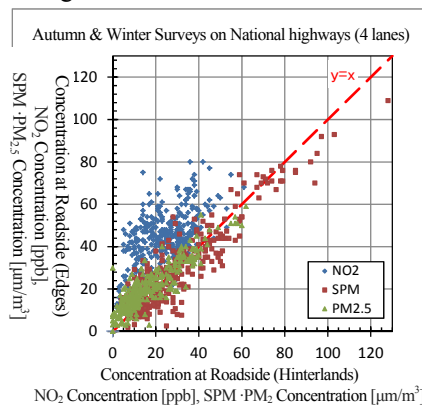 Autumn & Winter Surveys on National highways (4 lanes)
Concentration at Roadside (Edges)
NO2 Concentration [ppb],
SPM ·PM2.5 Concentration [μm/m³]
y=x
120
100
80
60
40
20
0
NO2
SPM
PM2.5
0 20 40 60 80 100 120
Concentration at Roadside (Hinterlands)
NO2 Concentration [ppb], SPM ·PM2 Concentration [μm/m³]